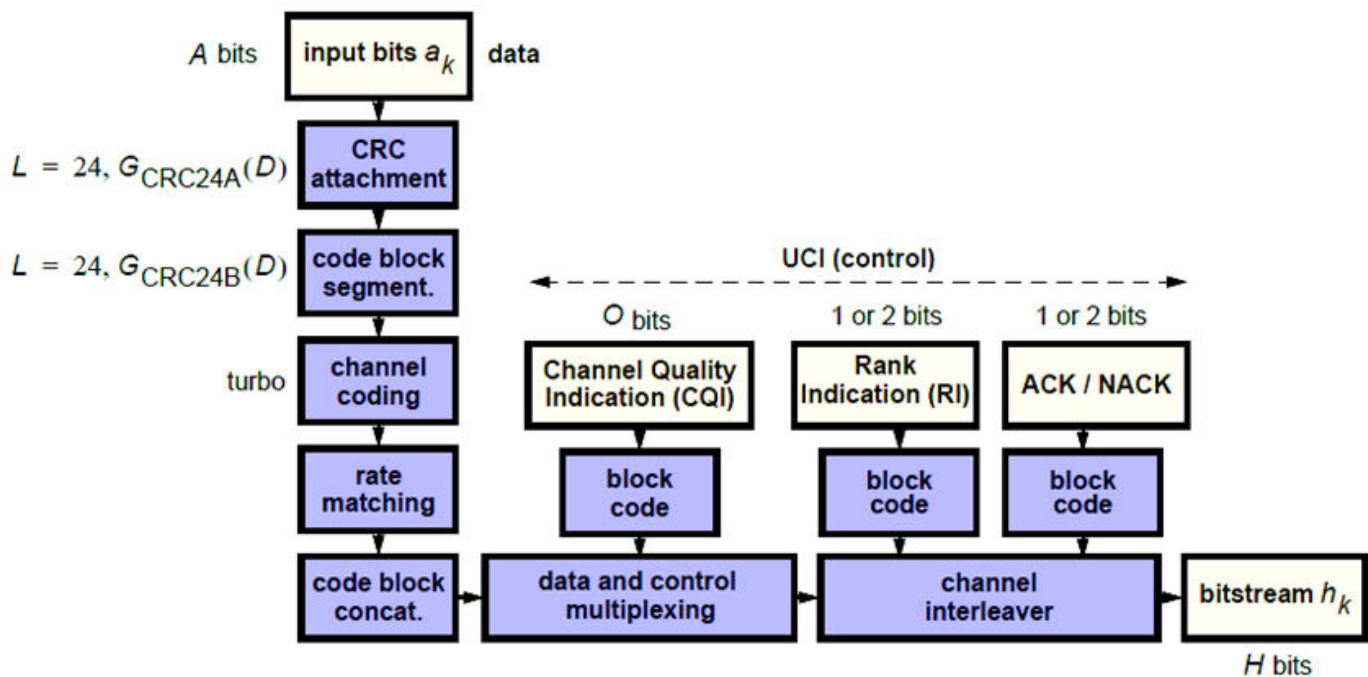 A bits
input bits a_k
data
L = 24, G_CRC24A(D)
CRC
attachment
L = 24, G_CRC24B(D)
code block
segment.
UCI (control)
O bits
1 or 2 bits
1 or 2 bits
turbo
channel
coding
Channel Quality
Indication (CQI)
Rank
Indication (RI)
ACK / NACK
rate
matching
block
code
block
code
block
code
code block
concat.
data and control
multiplexing
channel
interleaver
bitstream h_k
H bits